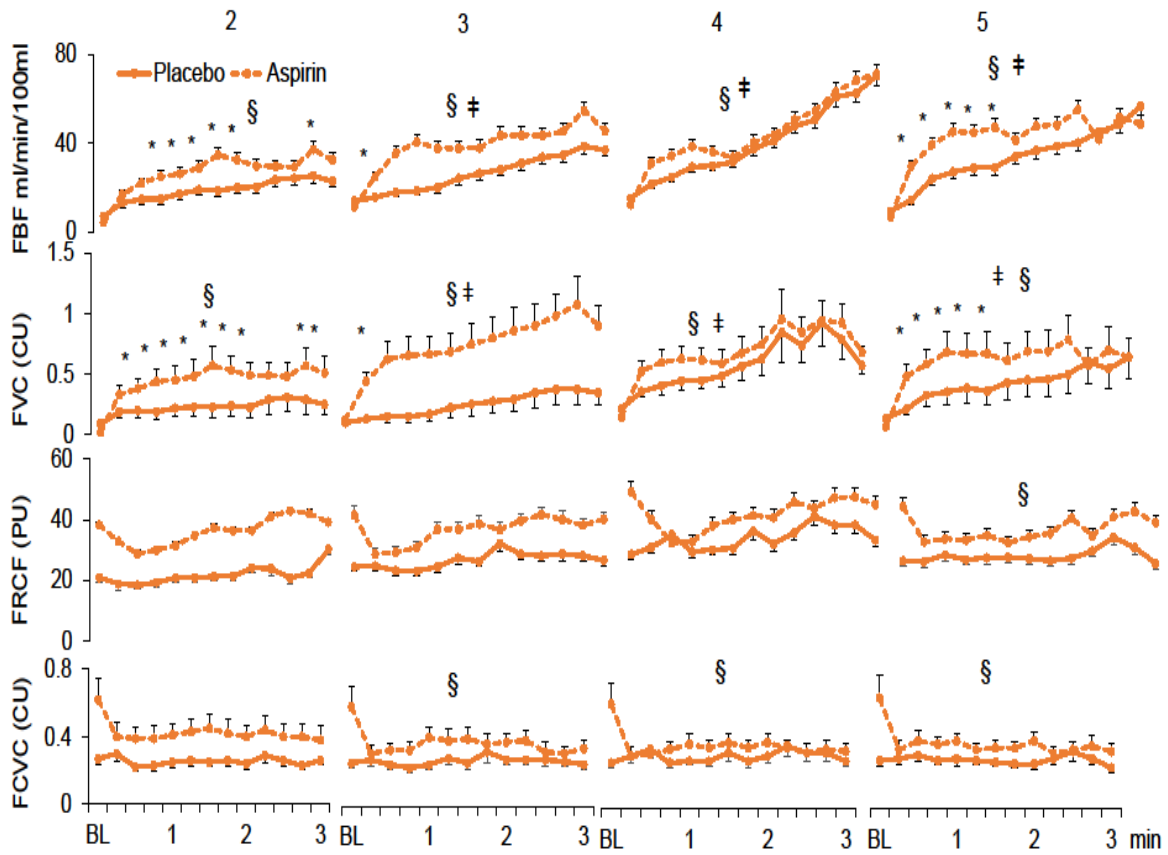 2 3 4 5
FBF ml/min/100ml
80
40
0
Placebo Aspirin
* * * * * * § *
* § ‡
§ ‡
* * * * * § ‡
FVC (CU)
1.5
1
0.5
0
* * * * * * * § * *
* § ‡
§ ‡
* * * * * ‡ §
FRCF (PU)
60
40
20
0
§
FCVC (CU)
0.8
0.4
0
§ § §
BL 1 2 3 BL 1 2 3 BL 1 2 3 BL 1 2 3 min